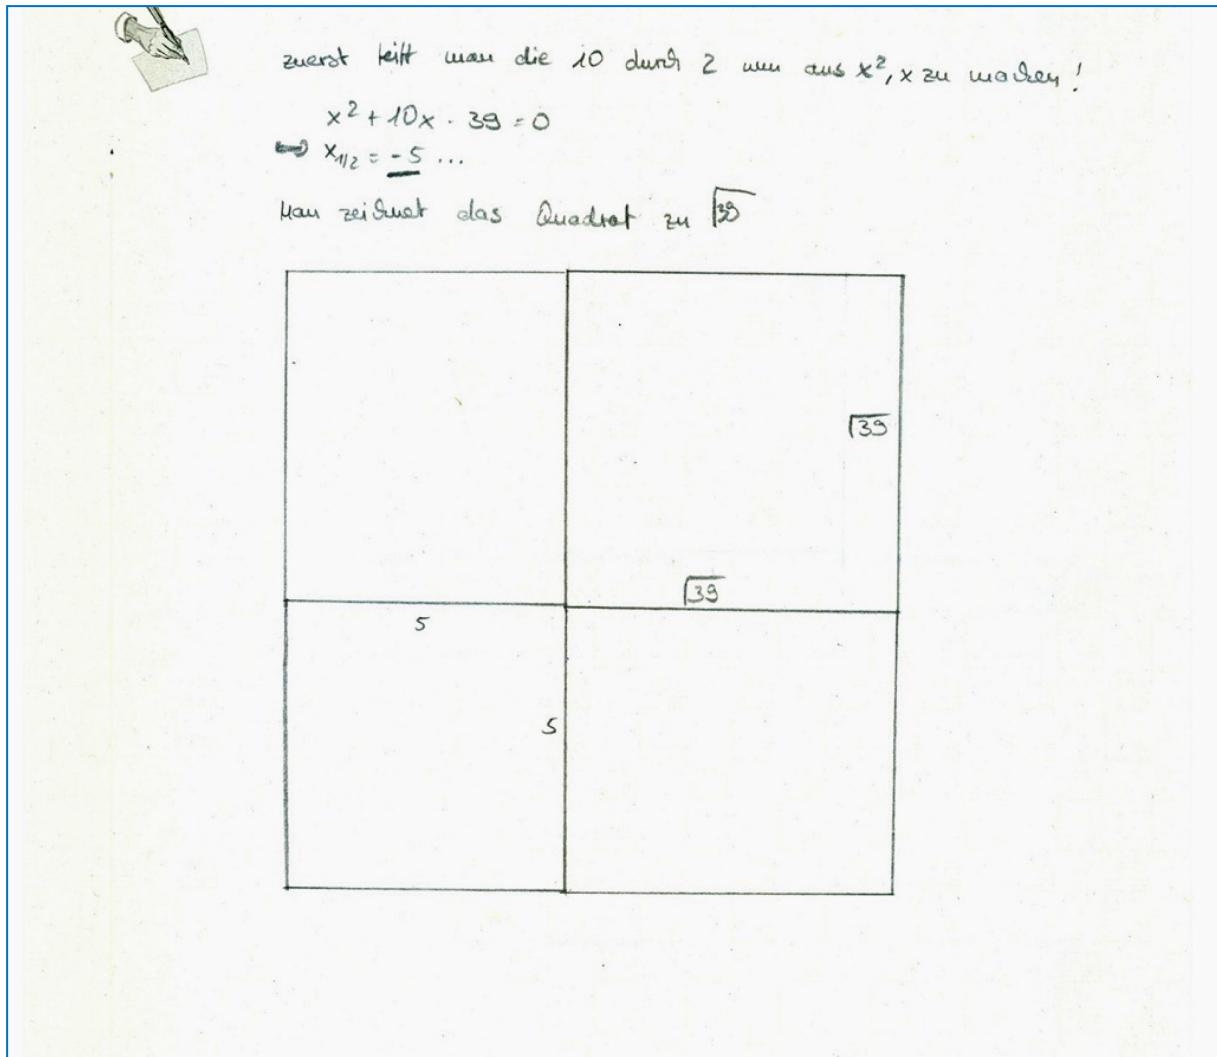 zuerst teilt man die 10 durch 2 um aus x², x zu machen!
x² + 10x - 39 = 0
⇔ x₁/₂ = -5 ...
Man zeichnet das Quadrat zu √39
√39
√39
5
5